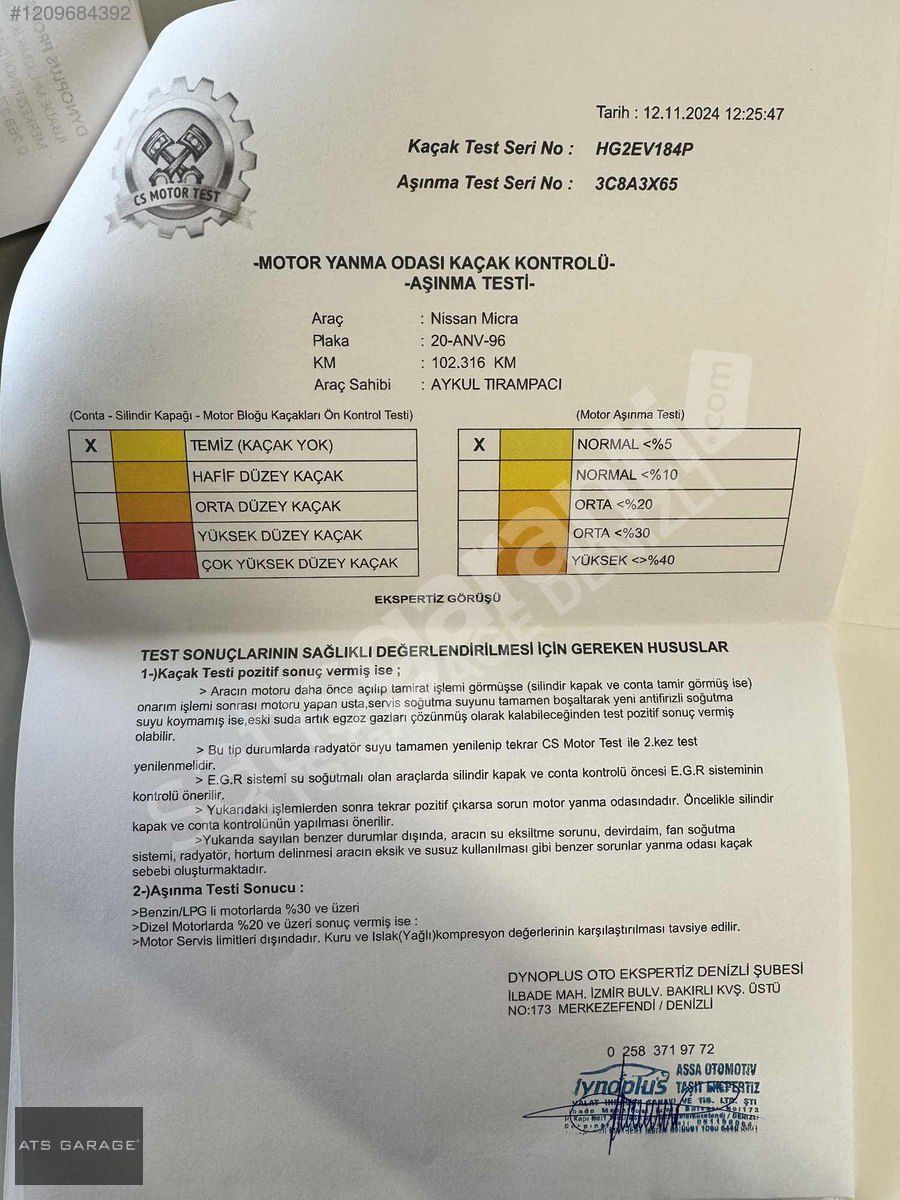 #1209684392
Tarih : 12.11.2024 12:25:47
Kaçak Test Seri No : HG2EV184P
Aşınma Test Seri No : 3C8A3X65
CS MOTOR TEST
-MOTOR YANMA ODASI KAÇAK KONTROLÜ-
-AŞINMA TESTİ-
Araç : Nissan Micra
Plaka : 20-ANV-96
KM : 102.316 KM
Araç Sahibi : AYKUL TIRAMPACI
(Conta - Silindir Kapağı - Motor Bloğu Kaçakları Ön Kontrol Testi)
X TEMİZ (KAÇAK YOK)
HAFİF DÜZEY KAÇAK
ORTA DÜZEY KAÇAK
YÜKSEK DÜZEY KAÇAK
ÇOK YÜKSEK DÜZEY KAÇAK
(Motor Aşınma Testi)
X NORMAL <%5
NORMAL <%10
ORTA <%20
ORTA <%30
YÜKSEK <>%40
EKSPERTİZ GÖRÜŞÜ
TEST SONUÇLARININ SAĞLIKLI DEĞERLENDİRİLMESİ İÇİN GEREKEN HUSUSLAR
1-)Kaçak Testi pozitif sonuç vermiş ise ;
> Aracın motoru daha önce açılıp tamirat işlemi görmüşse (silindir kapak ve conta tamir görmüş ise)
onarım işlemi sonrası motoru yapan usta,servis soğutma suyunu tamamen boşaltarak yeni antifirizli soğutma
suyu koymamış ise,eski suda artık egzoz gazları çözünmüş olarak kalabileceğinden test pozitif sonuç vermiş
olabilir.
> Bu tip durumlarda radyatör suyu tamamen yenilenip tekrar CS Motor Test ile 2.kez test
yenilenmelidir.
> E.G.R sistemi su soğutmalı olan araçlarda silindir kapak ve conta kontrolü öncesi E.G.R sisteminin
kontrolü önerilir.
> Yukarıdaki işlemlerden sonra tekrar pozitif çıkarsa sorun motor yanma odasındadır. Öncelikle silindir
kapak ve conta kontrolünün yapılması önerilir.
>Yukarıda sayılan benzer durumlar dışında, aracın su eksiltme sorunu, devirdaim, fan soğutma
sistemi, radyatör, hortum delinmesi aracın eksik ve susuz kullanılması gibi benzer sorunlar yanma odası kaçak
sebebi oluşturmaktadır.
2-)Aşınma Testi Sonucu :
>Benzin/LPG li motorlarda %30 ve üzeri
>Dizel Motorlarda %20 ve üzeri sonuç vermiş ise :
>Motor Servis limitleri dışındadır. Kuru ve Islak(Yağlı)kompresyon değerlerinin karşılaştırılması tavsiye edilir.
DYNOPLUS OTO EKSPERTİZ DENİZLİ ŞUBESİ
İLBADE MAH. İZMİR BULV. BAKIRLI KVŞ. ÜSTÜ
NO:173 MERKEZEFENDİ / DENİZLİ
0 258 371 97 72
ASSA OTOMOTİV
TAŞIT EKSPERTİZ
ATS GARAGE